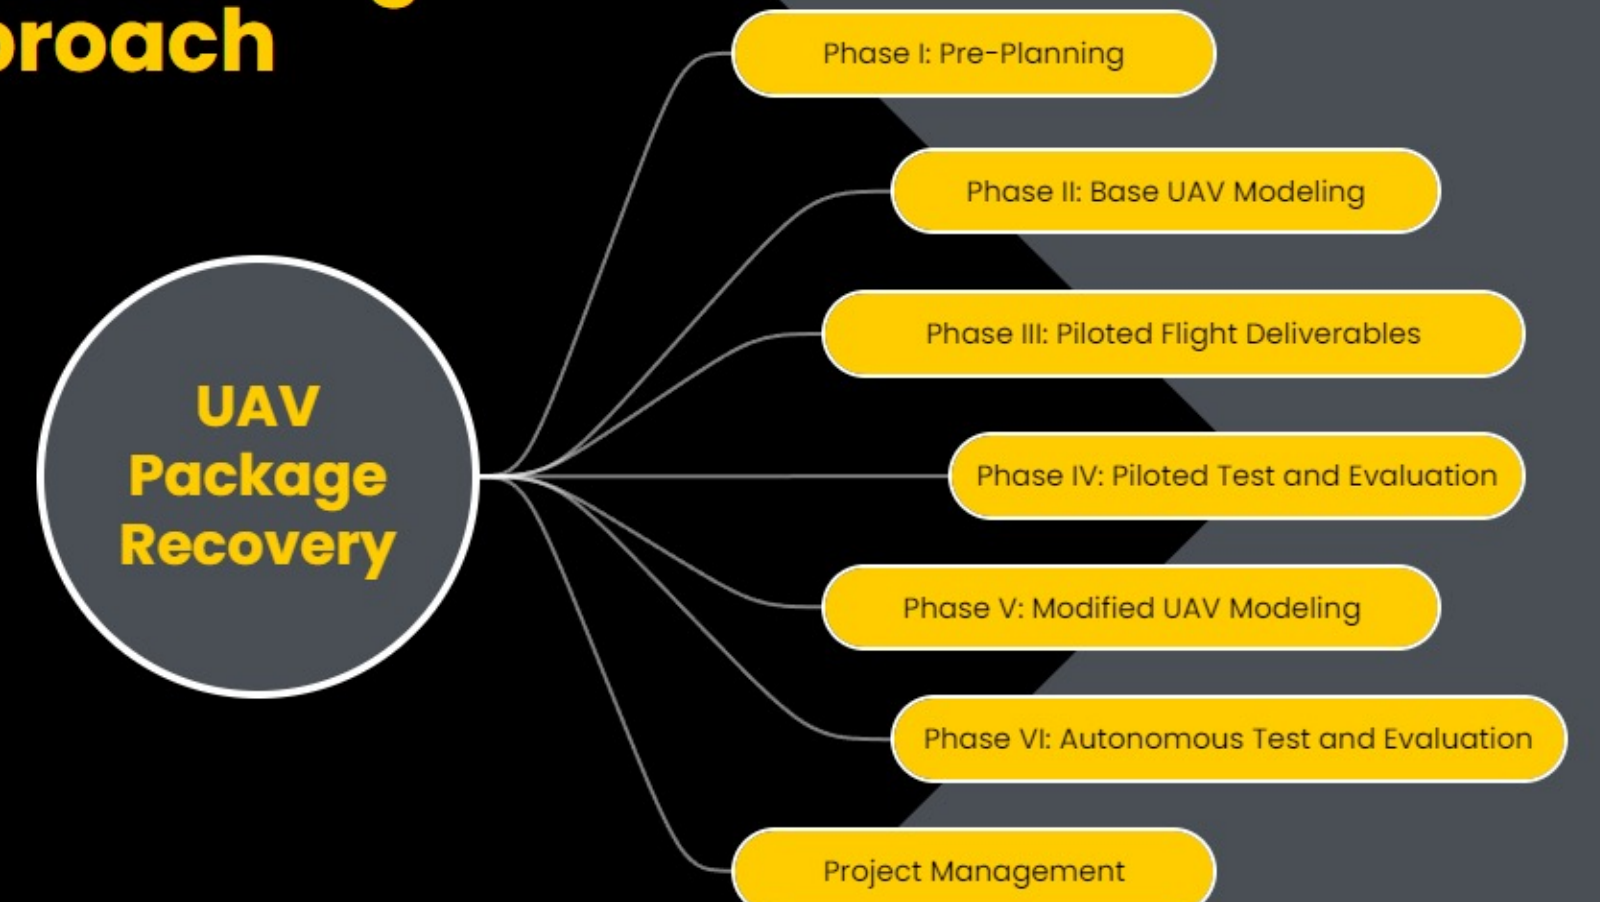 proach
UAV
Package
Recovery
Phase I: Pre-Planning
Phase II: Base UAV Modeling
Phase III: Piloted Flight Deliverables
Phase IV: Piloted Test and Evaluation
Phase V: Modified UAV Modeling
Phase VI: Autonomous Test and Evaluation
Project Management